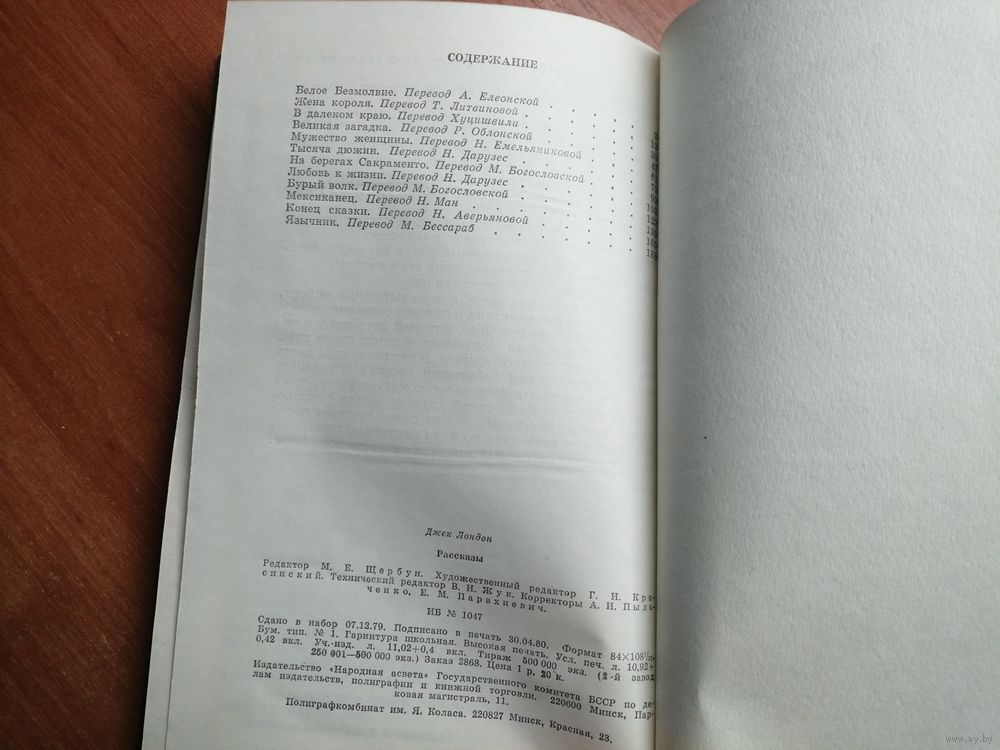 СОДЕРЖАНИЕ
Белое Безмолвие. Перевод А. Елеонской . . . . .
Жена короля. Перевод Т. Литвиновой . . . . .
В далеком краю. Перевод Хуцишвили . . . . .
Великая загадка. Перевод Р. Облонской . . . . .
Мужество женщины. Перевод Н. Емельяниковой . . . .
Тысяча дюжин. Перевод Н. Дарузес . . . . .
На берегах Сакраменто. Перевод М. Богословской . . . .
Любовь к жизни. Перевод Н. Дарузес . . . . .
Бурый волк. Перевод М. Богословской . . . . .
Мексиканец. Перевод Н. Ман . . . . .
Конец сказки. Перевод Н. Аверьяновой . . . . .
Язычник. Перевод М. Бессараб . . . . .
Джек Лондон
Рассказы
Редактор М. Е. Щербун. Художественный редактор Г. И. Кра-
синский. Технический редактор В. Н. Жук. Корректоры А. И. Пыль-
ченко, Е. М. Парахневич.
ИБ № 1047
Сдано в набор 07.12.79. Подписано в печать 30.04.80. Формат 84×108 1/32.
Бум. тип. № 1. Гарнитура школьная. Высокая печать. Усл. печ. л. 10,92+
0,42 вкл. Уч.-изд. л. 11,02+0,4 вкл. Тираж 500 000 экз. (2-й завод
250 001—500 000 экз.) Заказ 2868. Цена 1 р. 20 к.
Издательство «Народная асвета» Государственного комитета БССР по де-
лам издательств, полиграфии и книжной торговли. 220600 Минск, Пар-
ковая магистраль, 11.
Полиграфкомбинат им. Я. Коласа. 220827 Минск, Красная, 23.
www.ay.by